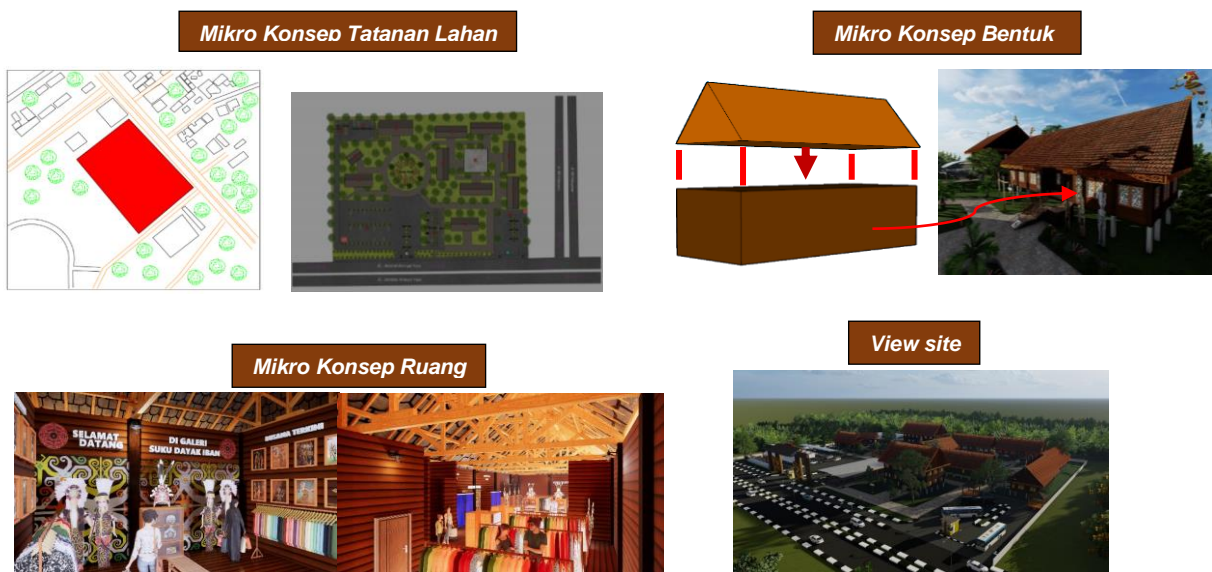 Mikro Konsep Tatanan Lahan
Mikro Konsep Bentuk
Mikro Konsep Ruang
SELAMAT
DATANG
DI GALERI
SUKU DAYAK IBAN
View site